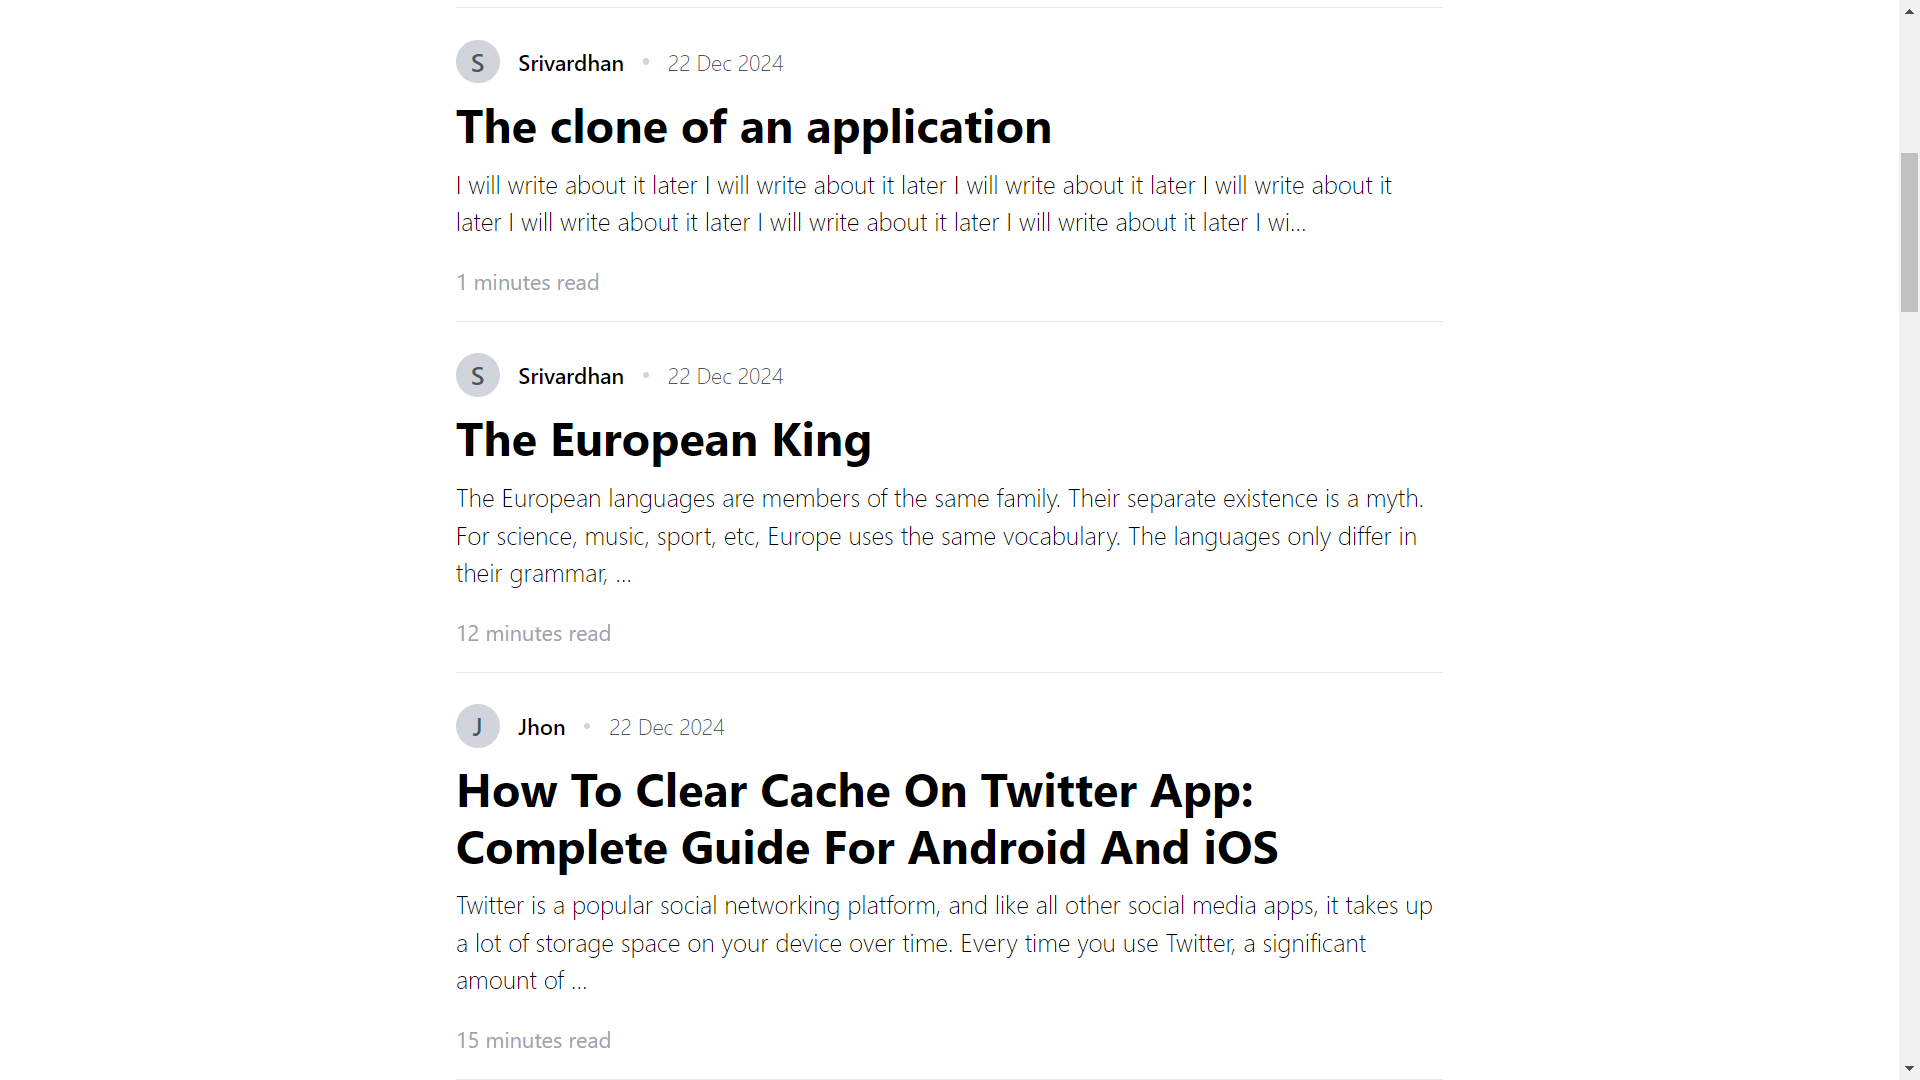 S Srivardhan • 22 Dec 2024
The clone of an application
I will write about it later I will write about it later I will write about it later I will write about it
later I will write about it later I will write about it later I will write about it later I wi...
1 minutes read
S Srivardhan • 22 Dec 2024
The European King
The European languages are members of the same family. Their separate existence is a myth.
For science, music, sport, etc, Europe uses the same vocabulary. The languages only differ in
their grammar, ...
12 minutes read
J Jhon • 22 Dec 2024
How To Clear Cache On Twitter App:
Complete Guide For Android And iOS
Twitter is a popular social networking platform, and like all other social media apps, it takes up
a lot of storage space on your device over time. Every time you use Twitter, a significant
amount of ...
15 minutes read